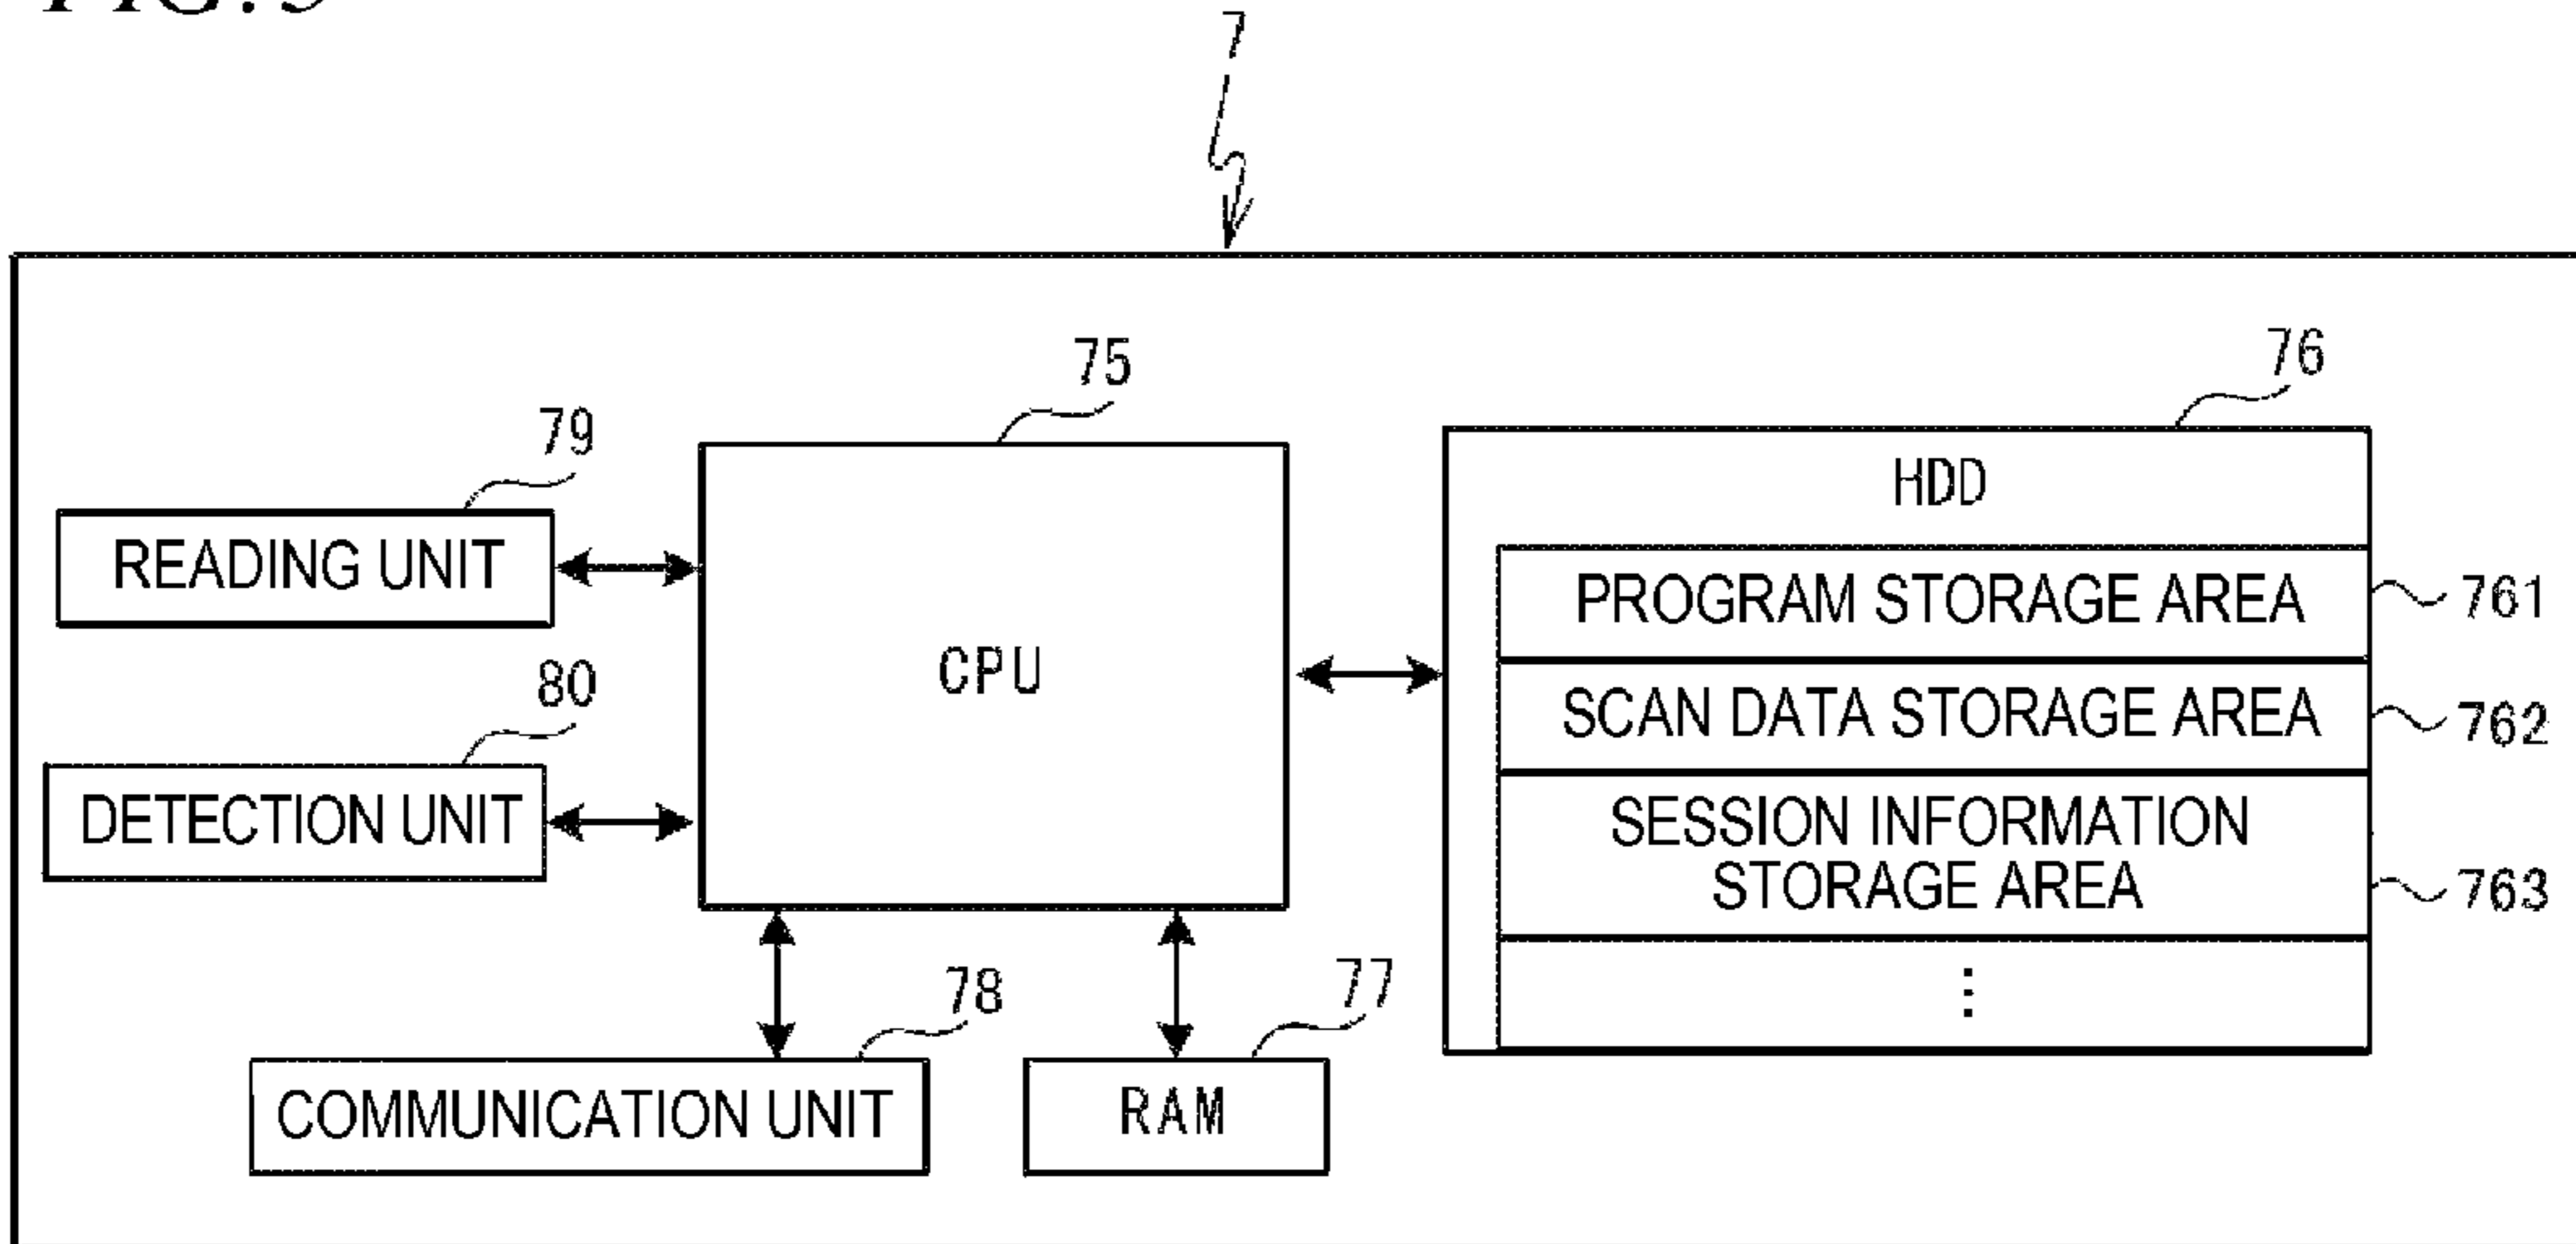 7
75
76
79
HDD
READING UNIT
PROGRAM STORAGE AREA
761
CPU
80
SCAN DATA STORAGE AREA
762
DETECTION UNIT
SESSION INFORMATION
STORAGE AREA
763
78
77
⋮
COMMUNICATION UNIT
RAM